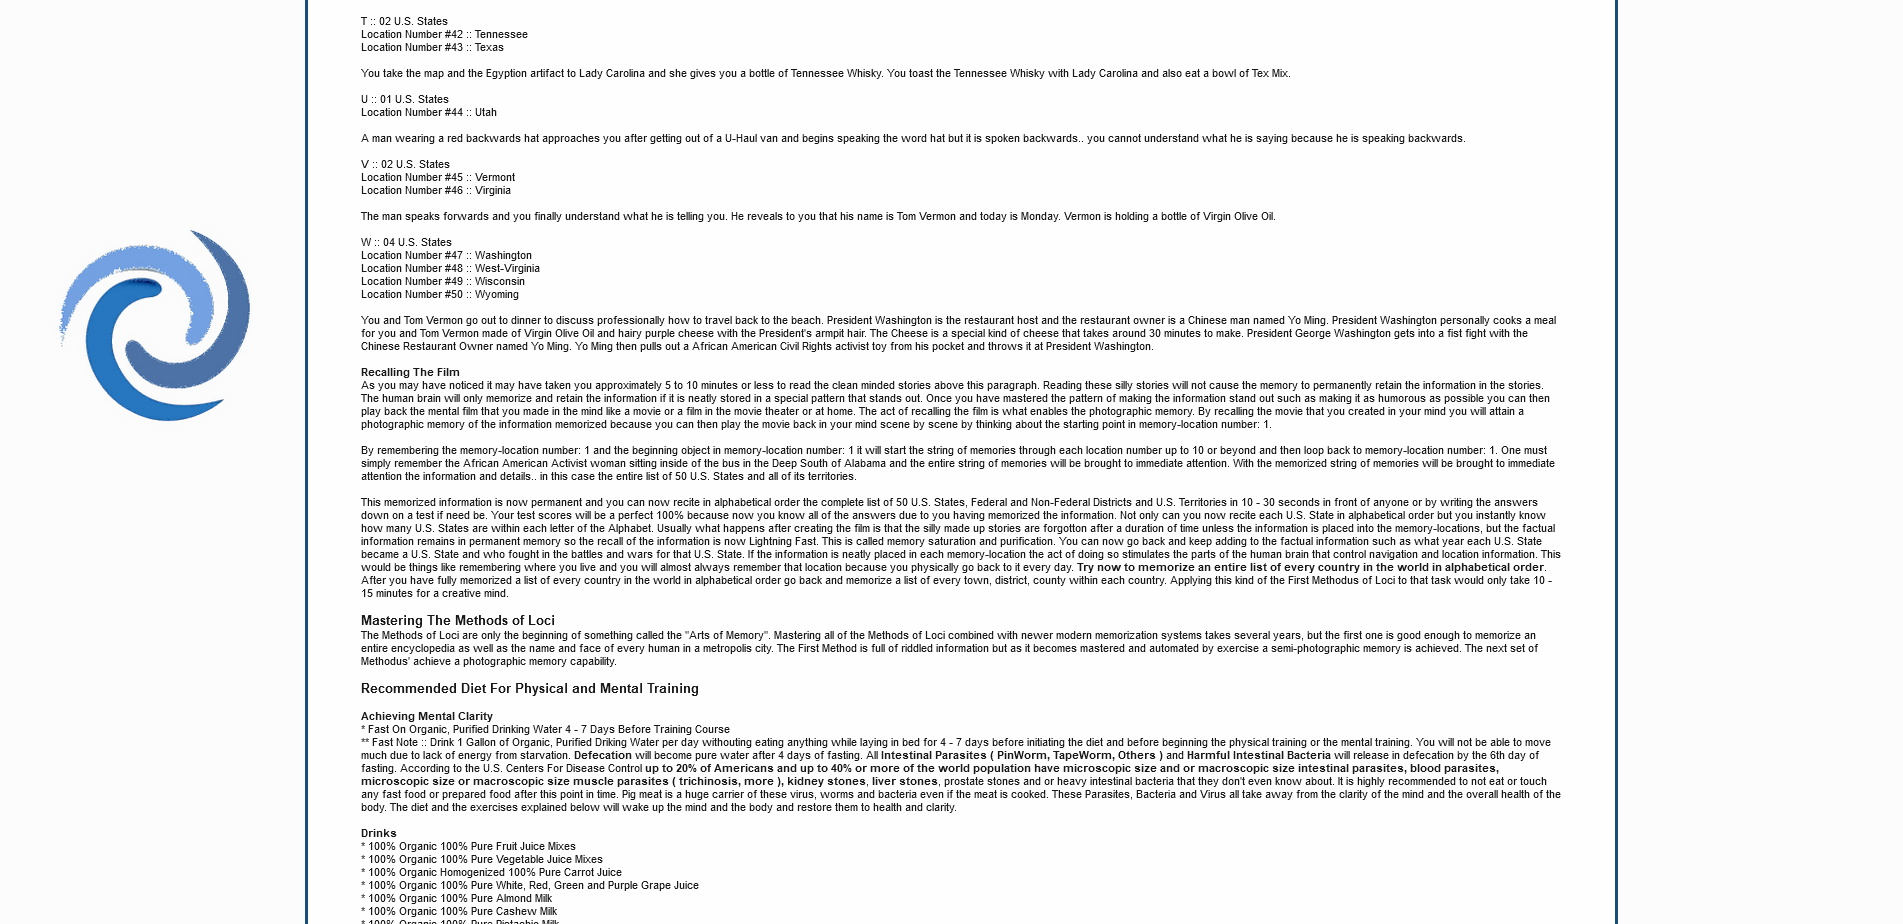 T :: 02 U.S. States
Location Number #42 :: Tennessee
Location Number #43 :: Texas
You take the map and the Egyption artifact to Lady Carolina and she gives you a bottle of Tennessee Whisky. You toast the Tennessee Whisky with Lady Carolina and also eat a bowl of Tex Mix.
U :: 01 U.S. States
Location Number #44 :: Utah
A man wearing a red backwards hat approaches you after getting out of a U-Haul van and begins speaking the word hat but it is spoken backwards.. you cannot understand what he is saying because he is speaking backwards.
V :: 02 U.S. States
Location Number #45 :: Vermont
Location Number #46 :: Virginia
The man speaks forwards and you finally understand what he is telling you. He reveals to you that his name is Tom Vermon and today is Monday. Vermon is holding a bottle of Virgin Olive Oil.
W :: 04 U.S. States
Location Number #47 :: Washington
Location Number #48 :: West-Virginia
Location Number #49 :: Wisconsin
Location Number #50 :: Wyoming
You and Tom Vermon go out to dinner to discuss professionally how to travel back to the beach. President Washington is the restaurant host and the restaurant owner is a Chinese man named Yo Ming. President Washington personally cooks a meal
for you and Tom Vermon made of Virgin Olive Oil and hairy purple cheese with the President's armpit hair. The Cheese is a special kind of cheese that takes around 30 minutes to make. President George Washington gets into a fist fight with the
Chinese Restaurant Owner named Yo Ming. Yo Ming then pulls out a African American Civil Rights activist toy from his pocket and throws it at President Washington.
Recalling The Film
As you may have noticed it may have taken you approximately 5 to 10 minutes or less to read the clean minded stories above this paragraph. Reading these silly stories will not cause the memory to permanently retain the information in the stories.
The human brain will only memorize and retain the information if it is neatly stored in a special pattern that stands out. Once you have mastered the pattern of making the information stand out such as making it as humorous as possible you can then
play back the mental film that you made in the mind like a movie or a film in the movie theater or at home. The act of recalling the film is what enables the photographic memory. By recalling the movie that you created in your mind you will attain a
photographic memory of the information memorized because you can then play the movie back in your mind scene by scene by thinking about the starting point in memory-location number: 1.
By remembering the memory-location number: 1 and the beginning object in memory-location number: 1 it will start the string of memories through each location number up to 10 or beyond and then loop back to memory-location number: 1. One must
simply remember the African American Activist woman sitting inside of the bus in the Deep South of Alabama and the entire string of memories will be brought to immediate attention. With the memorized string of memories will be brought to immediate
attention the information and details.. in this case the entire list of 50 U.S. States and all of its territories.
This memorized information is now permanent and you can now recite in alphabetical order the complete list of 50 U.S. States, Federal and Non-Federal Districts and U.S. Territories in 10 - 30 seconds in front of anyone or by writing the answers
down on a test if need be. Your test scores will be a perfect 100% because now you know all of the answers due to you having memorized the information. Not only can you now recite each U.S. State in alphabetical order but you instantly know
how many U.S. States are within each letter of the Alphabet. Usually what happens after creating the film is that the silly made up stories are forgotton after a duration of time unless the information is placed into the memory-locations, but the factual
information remains in permanent memory so the recall of the information is now Lightning Fast. This is called memory saturation and purification. You can now go back and keep adding to the factual information such as what year each U.S. State
became a U.S. State and who fought in the battles and wars for that U.S. State. If the information is neatly placed in each memory-location the act of doing so stimulates the parts of the human brain that control navigation and location information. This
would be things like remembering where you live and you will almost always remember that location because you physically go back to it every day. Try now to memorize an entire list of every country in the world in alphabetical order.
After you have fully memorized a list of every country in the world in alphabetical order go back and memorize a list of every town, district, county within each country. Applying this kind of the First Methodus of Loci to that task would only take 10 -
15 minutes for a creative mind.
Mastering The Methods of Loci
The Methods of Loci are only the beginning of something called the "Arts of Memory". Mastering all of the Methods of Loci combined with newer modern memorization systems takes several years, but the first one is good enough to memorize an
entire encyclopedia as well as the name and face of every human in a metropolis city. The First Method is full of riddled information but as it becomes mastered and automated by exercise a semi-photographic memory is achieved. The next set of
Methodus' achieve a photographic memory capability.
Recommended Diet For Physical and Mental Training
Achieving Mental Clarity
* Fast On Organic, Purified Drinking Water 4 - 7 Days Before Training Course
** Fast Note :: Drink 1 Gallon of Organic, Purified Driking Water per day withouting eating anything while laying in bed for 4 - 7 days before initiating the diet and before beginning the physical training or the mental training. You will not be able to move
much due to lack of energy from starvation. Defecation will become pure water after 4 days of fasting. All Intestinal Parasites ( PinWorm, TapeWorm, Others ) and Harmful Intestinal Bacteria will release in defecation by the 6th day of
fasting. According to the U.S. Centers For Disease Control up to 20% of Americans and up to 40% or more of the world population have microscopic size and or macroscopic size intestinal parasites, blood parasites,
microscopic size or macroscopic size muscle parasites ( trichinosis, more ), kidney stones, liver stones, prostate stones and or heavy intestinal bacteria that they don't even know about. It is highly recommended to not eat or touch
any fast food or prepared food after this point in time. Pig meat is a huge carrier of these virus, worms and bacteria even if the meat is cooked. These Parasites, Bacteria and Virus all take away from the clarity of the mind and the overall health of the
body. The diet and the exercises explained below will wake up the mind and the body and restore them to health and clarity.
Drinks
* 100% Organic 100% Pure Fruit Juice Mixes
* 100% Organic 100% Pure Vegetable Juice Mixes
* 100% Organic Homogenized 100% Pure Carrot Juice
* 100% Organic 100% Pure White, Red, Green and Purple Grape Juice
* 100% Organic 100% Pure Almond Milk
* 100% Organic 100% Pure Cashew Milk
* 100% Organic 100% Pure Pistachio Milk